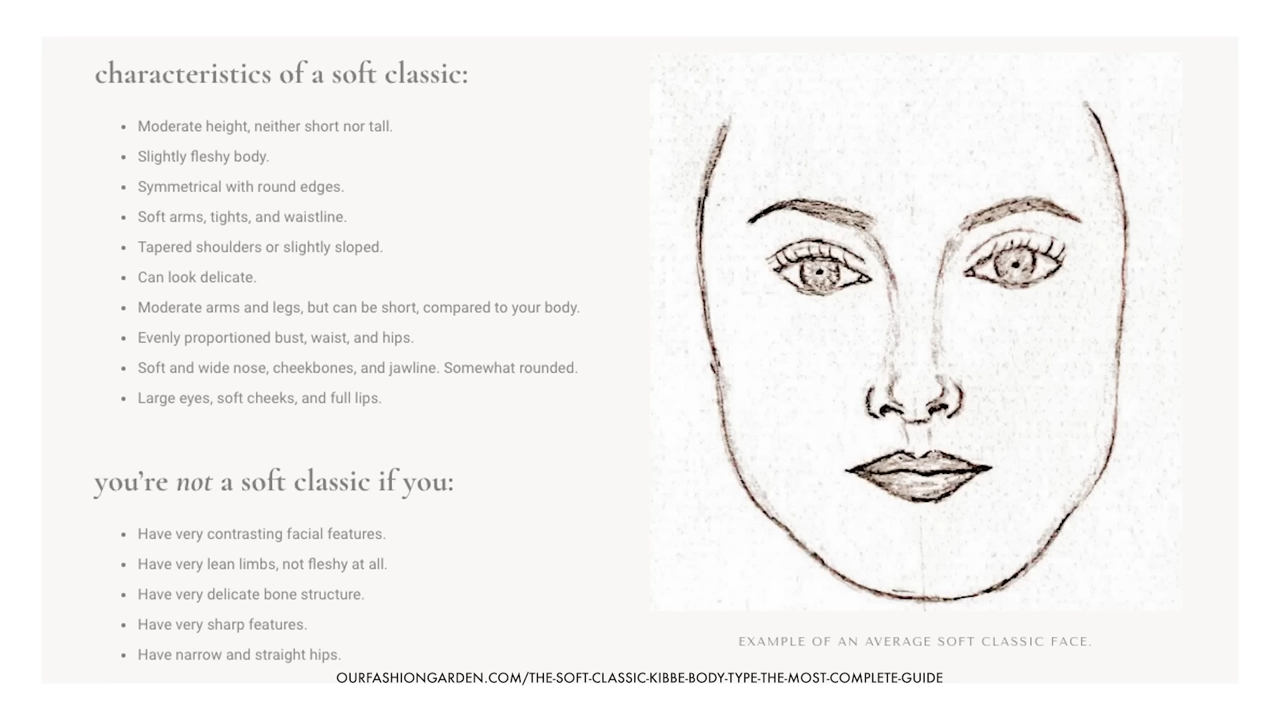 characteristics of a soft classic:
• Moderate height, neither short nor tall.
• Slightly fleshy body.
• Symmetrical with round edges.
• Soft arms, tights, and waistline.
• Tapered shoulders or slightly sloped.
• Can look delicate.
• Moderate arms and legs, but can be short, compared to your body.
• Evenly proportioned bust, waist, and hips.
• Soft and wide nose, cheekbones, and jawline. Somewhat rounded.
• Large eyes, soft cheeks, and full lips.
you’re not a soft classic if you:
• Have very contrasting facial features.
• Have very lean limbs, not fleshy at all.
• Have very delicate bone structure.
• Have very sharp features.
• Have narrow and straight hips.
EXAMPLE OF AN AVERAGE SOFT CLASSIC FACE.
OURFASHIONGARDEN.COM/THE-SOFT-CLASSIC-KIBBE-BODY-TYPE-THE-MOST-COMPLETE-GUIDE